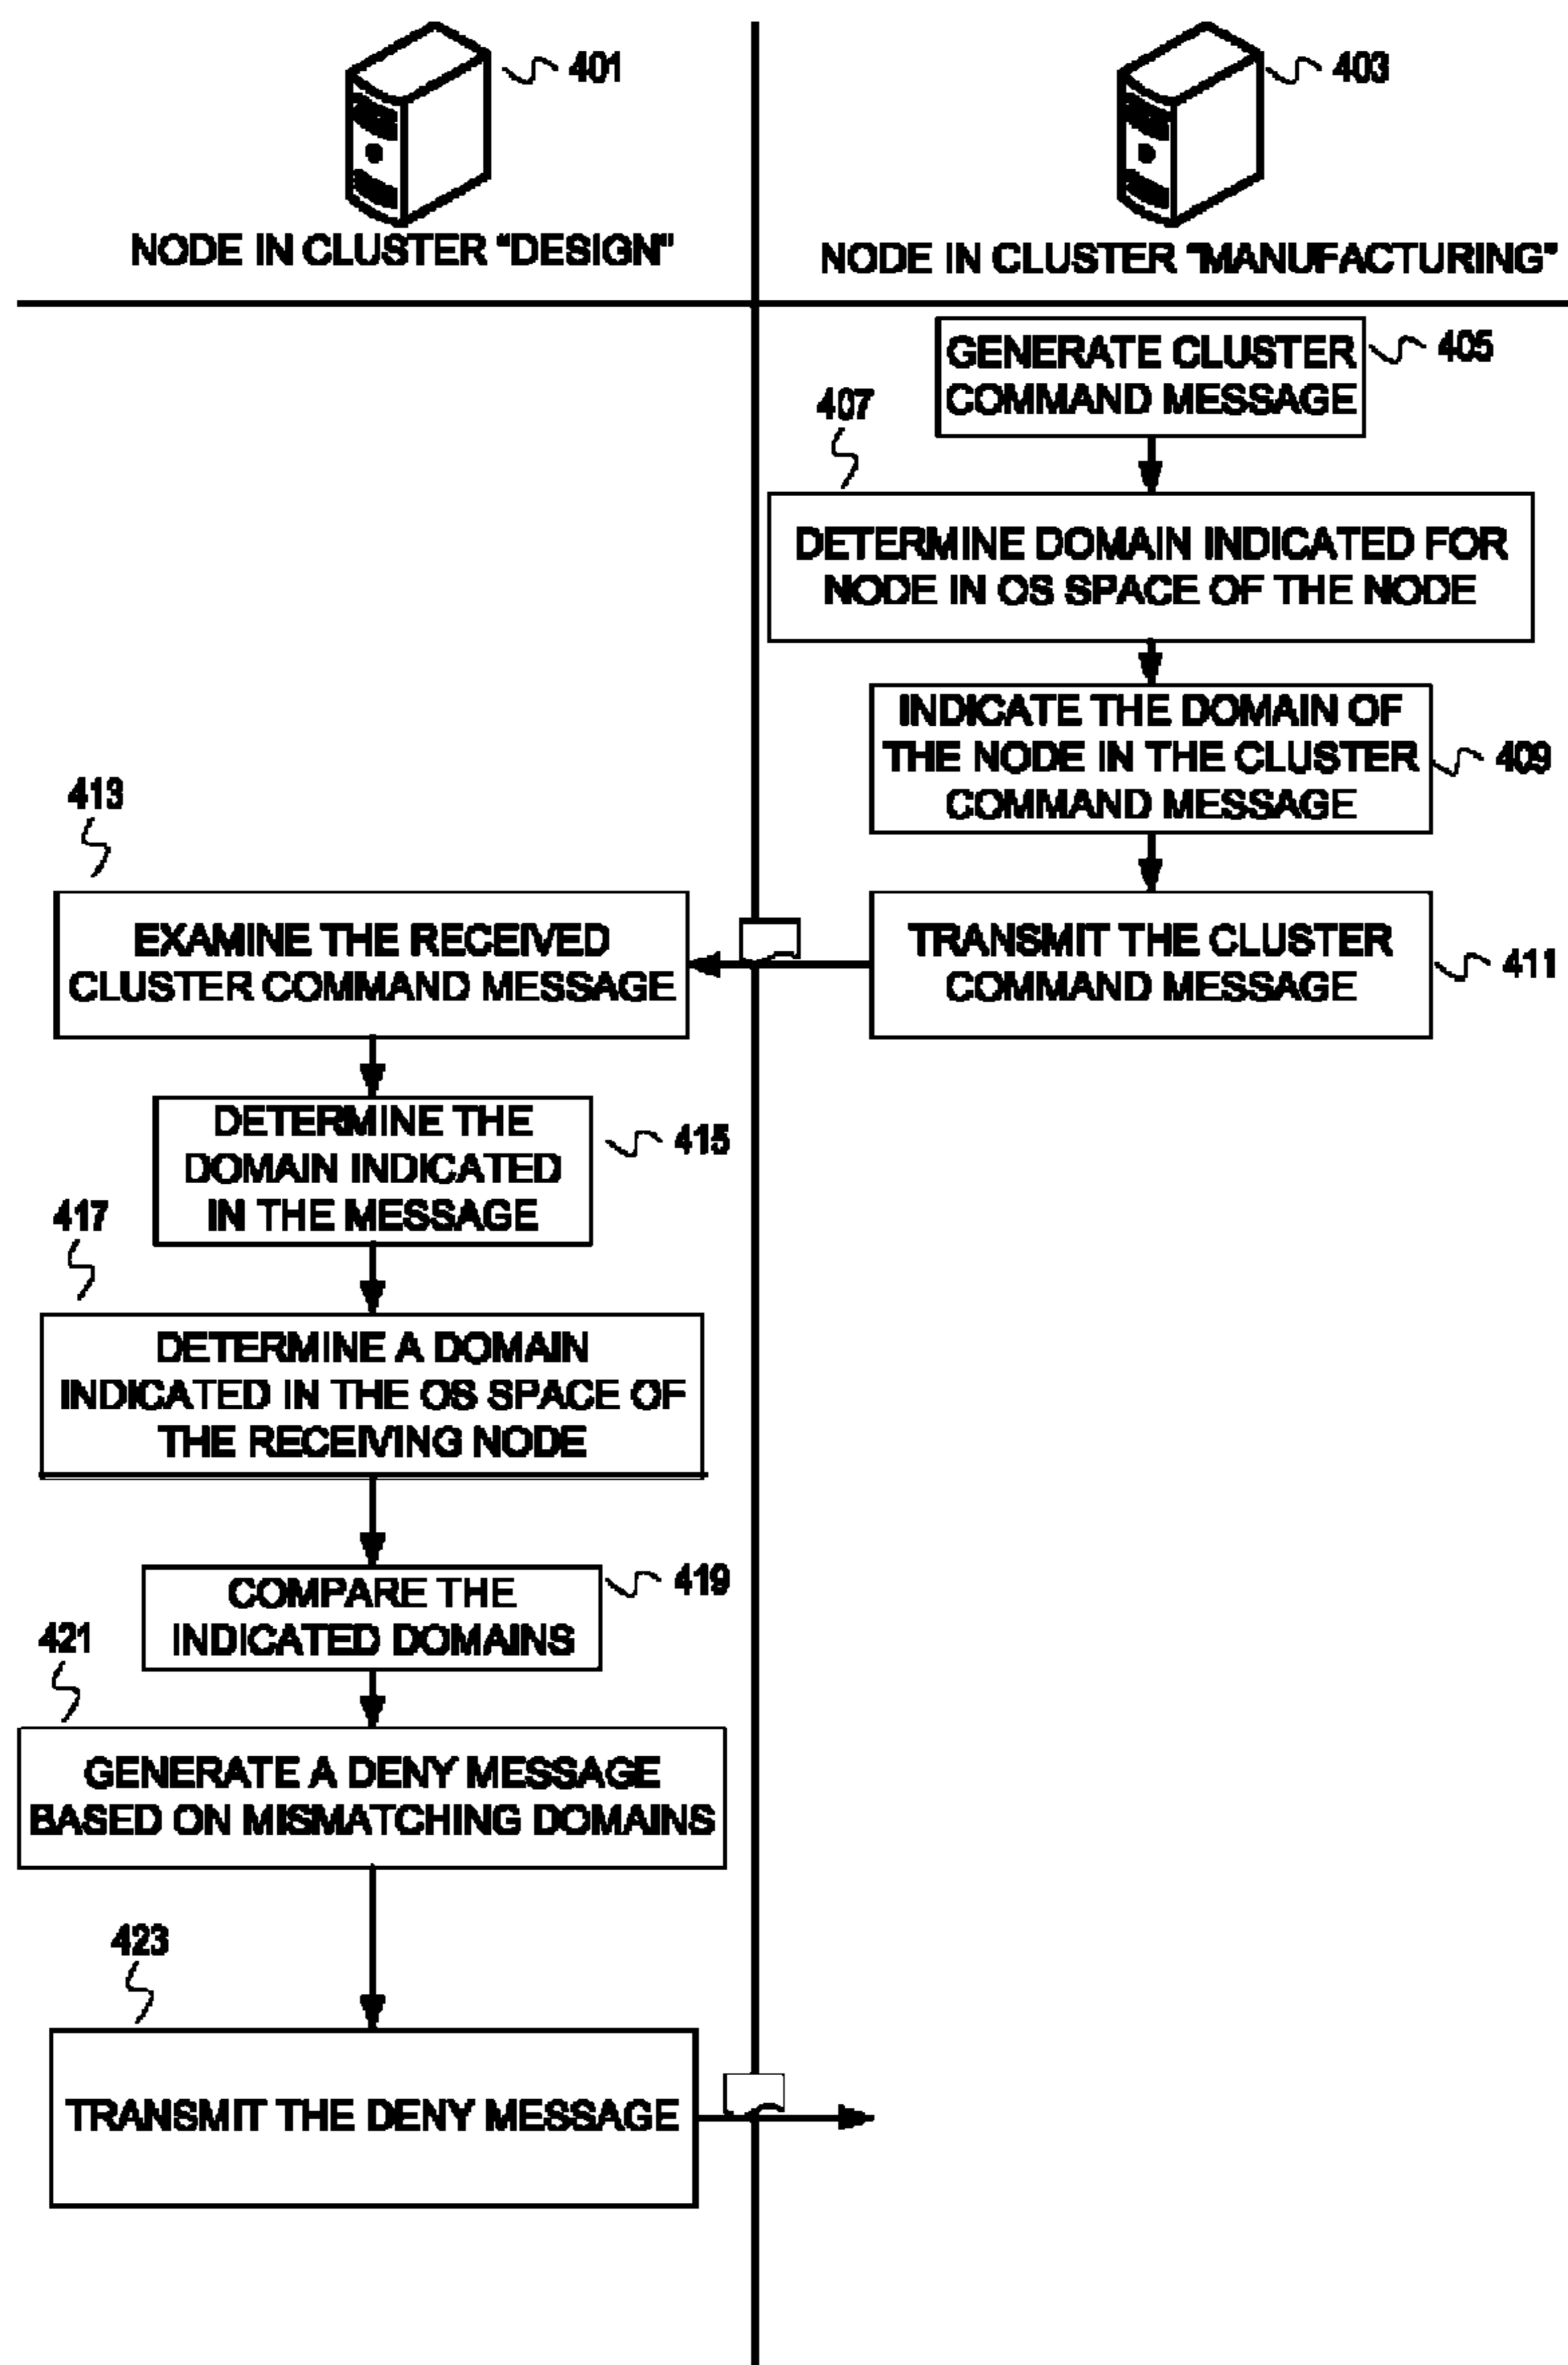 401
403
NODE IN CLUSTER "DESIGN"
NODE IN CLUSTER "MANUFACTURING"
GENERATE CLUSTER
COMMAND MESSAGE
405
407
DETERMINE DOMAIN INDICATED FOR
NODE IN OS SPACE OF THE NODE
INDICATE THE DOMAIN OF
THE NODE IN THE CLUSTER
COMMAND MESSAGE
409
TRANSMIT THE CLUSTER
COMMAND MESSAGE
411
413
EXAMINE THE RECEIVED
CLUSTER COMMAND MESSAGE
DETERMINE THE
DOMAIN INDICATED
IN THE MESSAGE
415
417
DETERMINE A DOMAIN
INDICATED IN THE OS SPACE OF
THE RECEIVING NODE
COMPARE THE
INDICATED DOMAINS
419
421
GENERATE A DENY MESSAGE
BASED ON MISMATCHING DOMAINS
423
TRANSMIT THE DENY MESSAGE